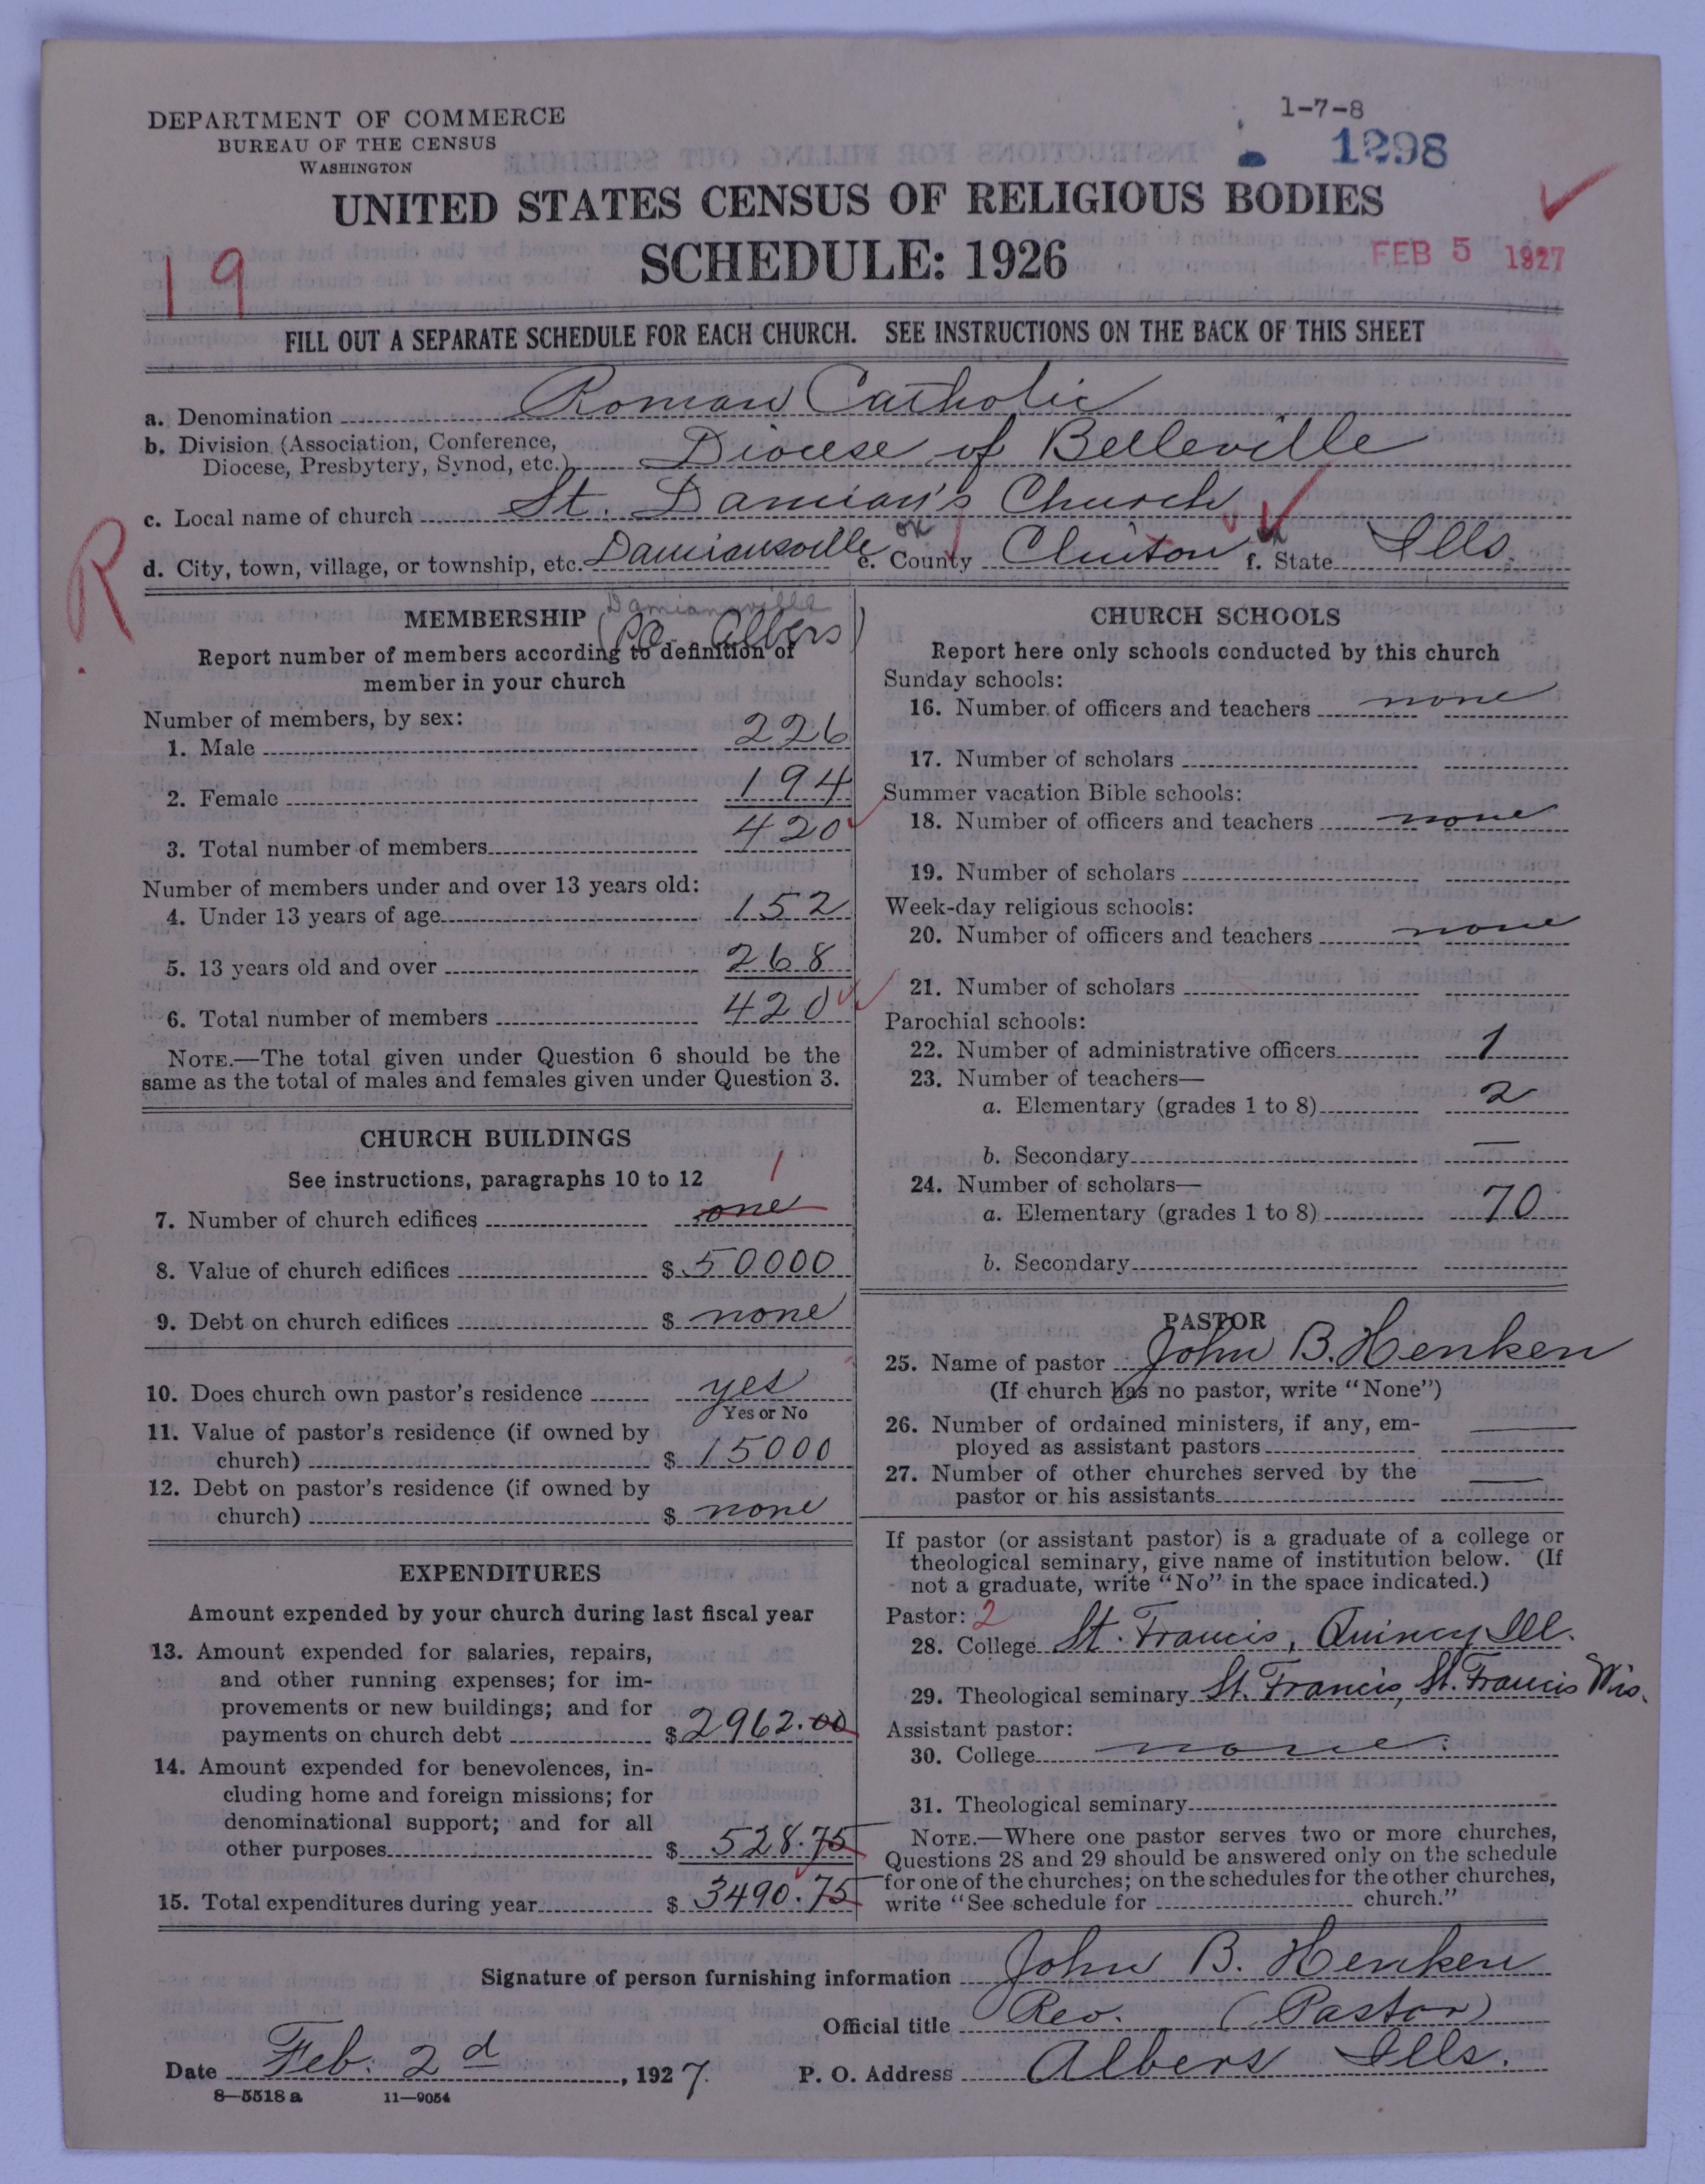 DEPARTMENT OF COMMERCE
BUREAU OF THE CENSUS
WASHINGTON
1-7-8
1298
UNITED STATES CENSUS OF RELIGIOUS BODIES
SCHEDULE: 1926
19
FEB 5 1927
FILL OUT A SEPARATE SCHEDULE FOR EACH CHURCH. SEE INSTRUCTIONS ON THE BACK OF THIS SHEET
a. Denomination Roman Catholic
b. Division (Association, Conference, Diocese, Presbytery, Synod, etc.) Diocese of Belleville
c. Local name of church St. Damian's Church
R
d. City, town, village, or township, etc. Damiansville ok e. County Clinton ok f. State Ills.
MEMBERSHIP
Damiansville
(P.O. Albers)
Report number of members according to definition of
member in your church
Number of members, by sex:
1. Male 226
2. Female 194
3. Total number of members 420
Number of members under and over 13 years old:
4. Under 13 years of age 152
5. 13 years old and over 268
6. Total number of members 420
NOTE.—The total given under Question 6 should be the
same as the total of males and females given under Question 3.
CHURCH BUILDINGS
See instructions, paragraphs 10 to 12
1
7. Number of church edifices one
8. Value of church edifices $ 50000
9. Debt on church edifices $ none
10. Does church own pastor's residence yes
Yes or No
11. Value of pastor's residence (if owned by
church) $ 15000
12. Debt on pastor's residence (if owned by
church) $ none
EXPENDITURES
Amount expended by your church during last fiscal year
13. Amount expended for salaries, repairs,
and other running expenses; for im-
provements or new buildings; and for
payments on church debt $ 2962.00
14. Amount expended for benevolences, in-
cluding home and foreign missions; for
denominational support; and for all
other purposes $ 528.75
15. Total expenditures during year $ 3490.75
CHURCH SCHOOLS
Report here only schools conducted by this church
Sunday schools:
16. Number of officers and teachers none
17. Number of scholars
Summer vacation Bible schools:
18. Number of officers and teachers none
19. Number of scholars
Week-day religious schools:
20. Number of officers and teachers none
21. Number of scholars
Parochial schools:
22. Number of administrative officers 1
23. Number of teachers—
a. Elementary (grades 1 to 8) 2
b. Secondary —
24. Number of scholars—
a. Elementary (grades 1 to 8) 70
b. Secondary
PASTOR
25. Name of pastor John B. Henken
(If church has no pastor, write "None")
26. Number of ordained ministers, if any, em-
ployed as assistant pastors —
27. Number of other churches served by the
pastor or his assistants —
If pastor (or assistant pastor) is a graduate of a college or
theological seminary, give name of institution below. (If
not a graduate, write "No" in the space indicated.)
Pastor: 2
28. College St. Francis, Quincy Ill.
29. Theological seminary St. Francis, St. Francis Wis.
Assistant pastor:
30. College none.
31. Theological seminary
NOTE.—Where one pastor serves two or more churches,
Questions 28 and 29 should be answered only on the schedule
for one of the churches; on the schedules for the other churches,
write "See schedule for church."
Signature of person furnishing information John B. Henken
Official title Rev. (Pastor)
Date Feb. 2d, 1927. P. O. Address Albers Ills.
8—5518 a 11—9054